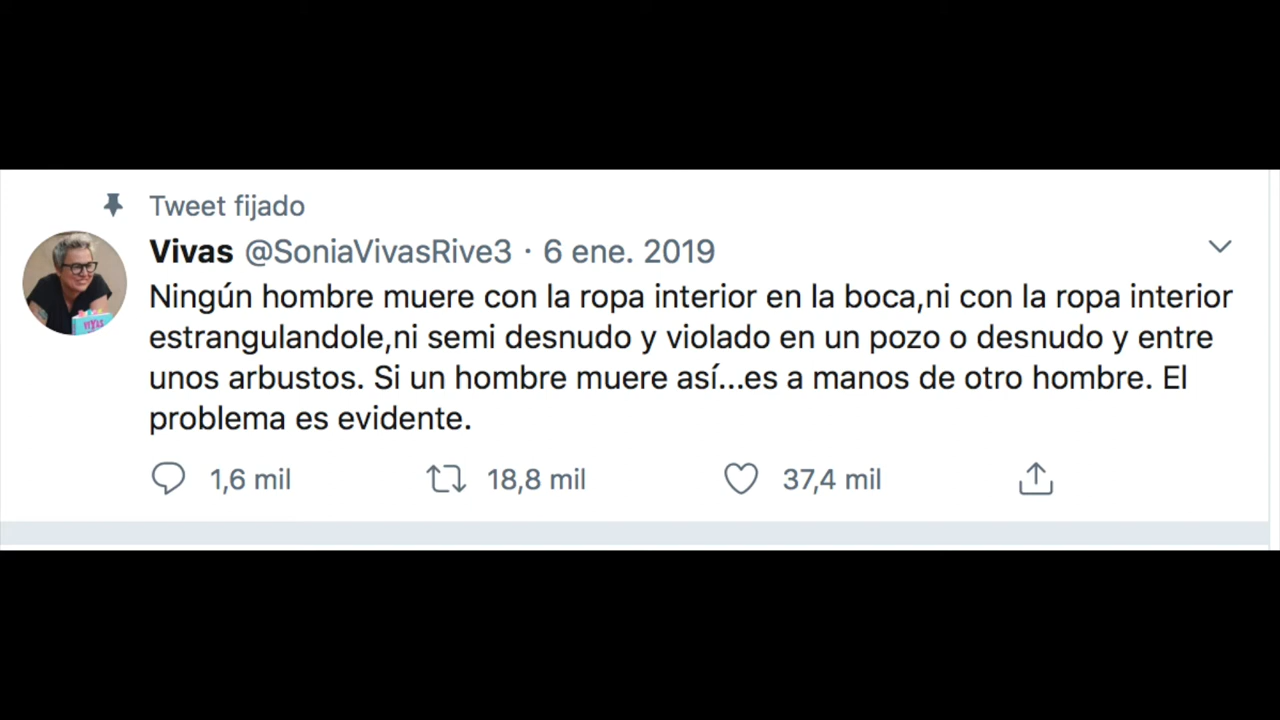 Tweet fijado
Vivas @SoniaVivasRive3 · 6 ene. 2019
Ningún hombre muere con la ropa interior en la boca,ni con la ropa interior
estrangulandole,ni semi desnudo y violado en un pozo o desnudo y entre
unos arbustos. Si un hombre muere así...es a manos de otro hombre. El
problema es evidente.
1,6 mil 18,8 mil 37,4 mil